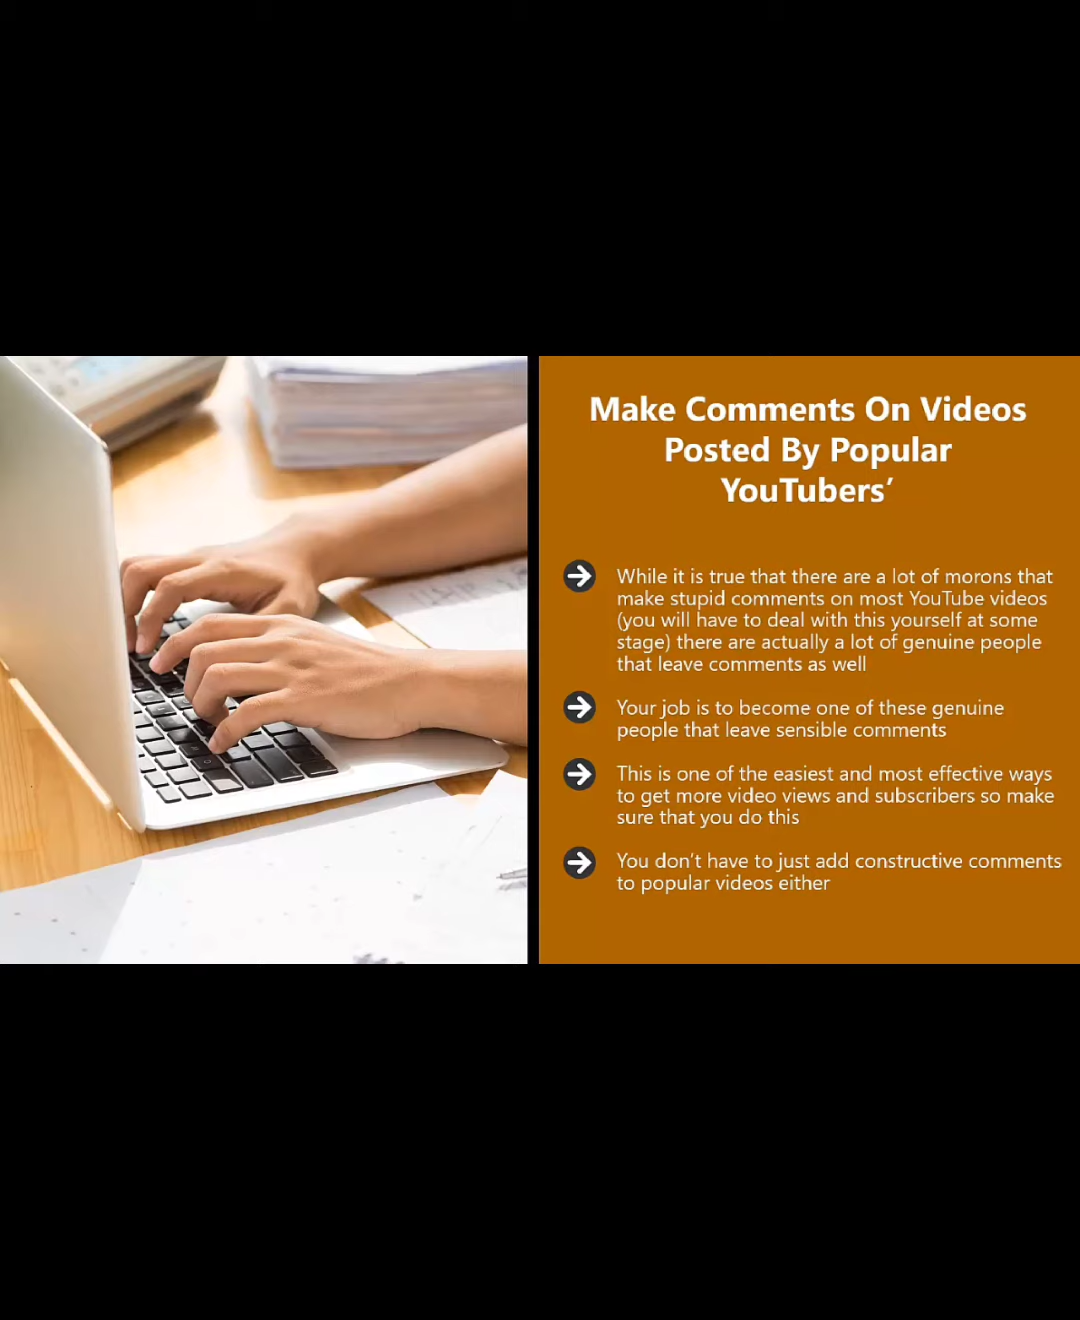 Make Comments On Videos
Posted By Popular
YouTubers’
While it is true that there are a lot of morons that
make stupid comments on most YouTube videos
(you will have to deal with this yourself at some
stage) there are actually a lot of genuine people
that leave comments as well
Your job is to become one of these genuine
people that leave sensible comments
This is one of the easiest and most effective ways
to get more video views and subscribers so make
sure that you do this
You don’t have to just add constructive comments
to popular videos either